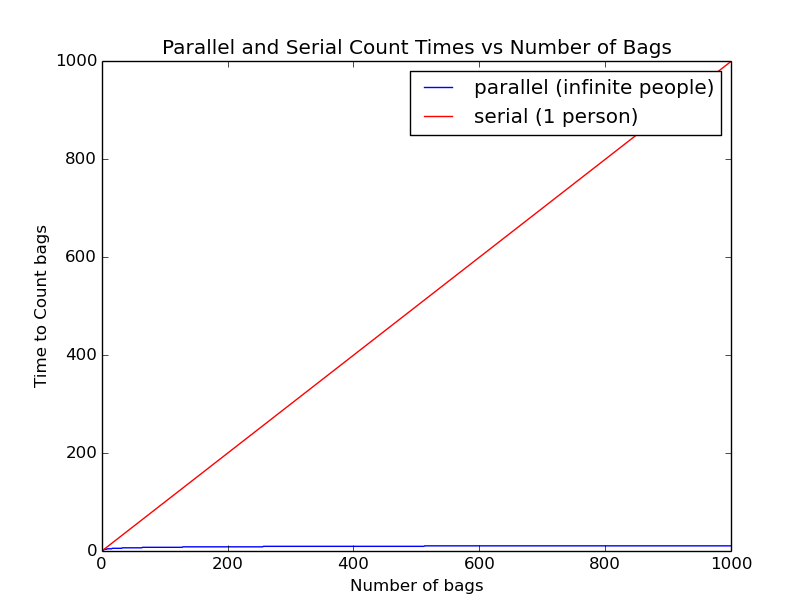 Parallel and Serial Count Times vs Number of Bags
parallel (infinite people)
serial (1 person)
1000
800
600
400
200
0
Time to Count bags
0 200 400 600 800 1000
Number of bags